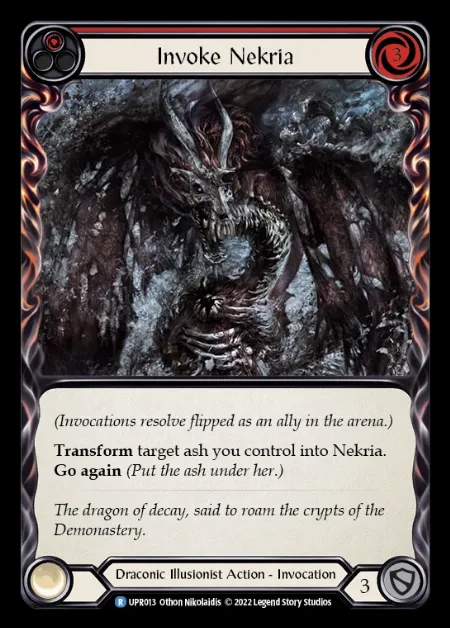 Invoke Nekria
3
(Invocations resolve flipped as an ally in the arena.)
Transform target ash you control into Nekria.
Go again (Put the ash under her.)
The dragon of decay, said to roam the crypts of the
Demonastery.
Draconic Illusionist Action - Invocation
3
R UPR013 Othon Nikolaidis © 2022 Legend Story Studios